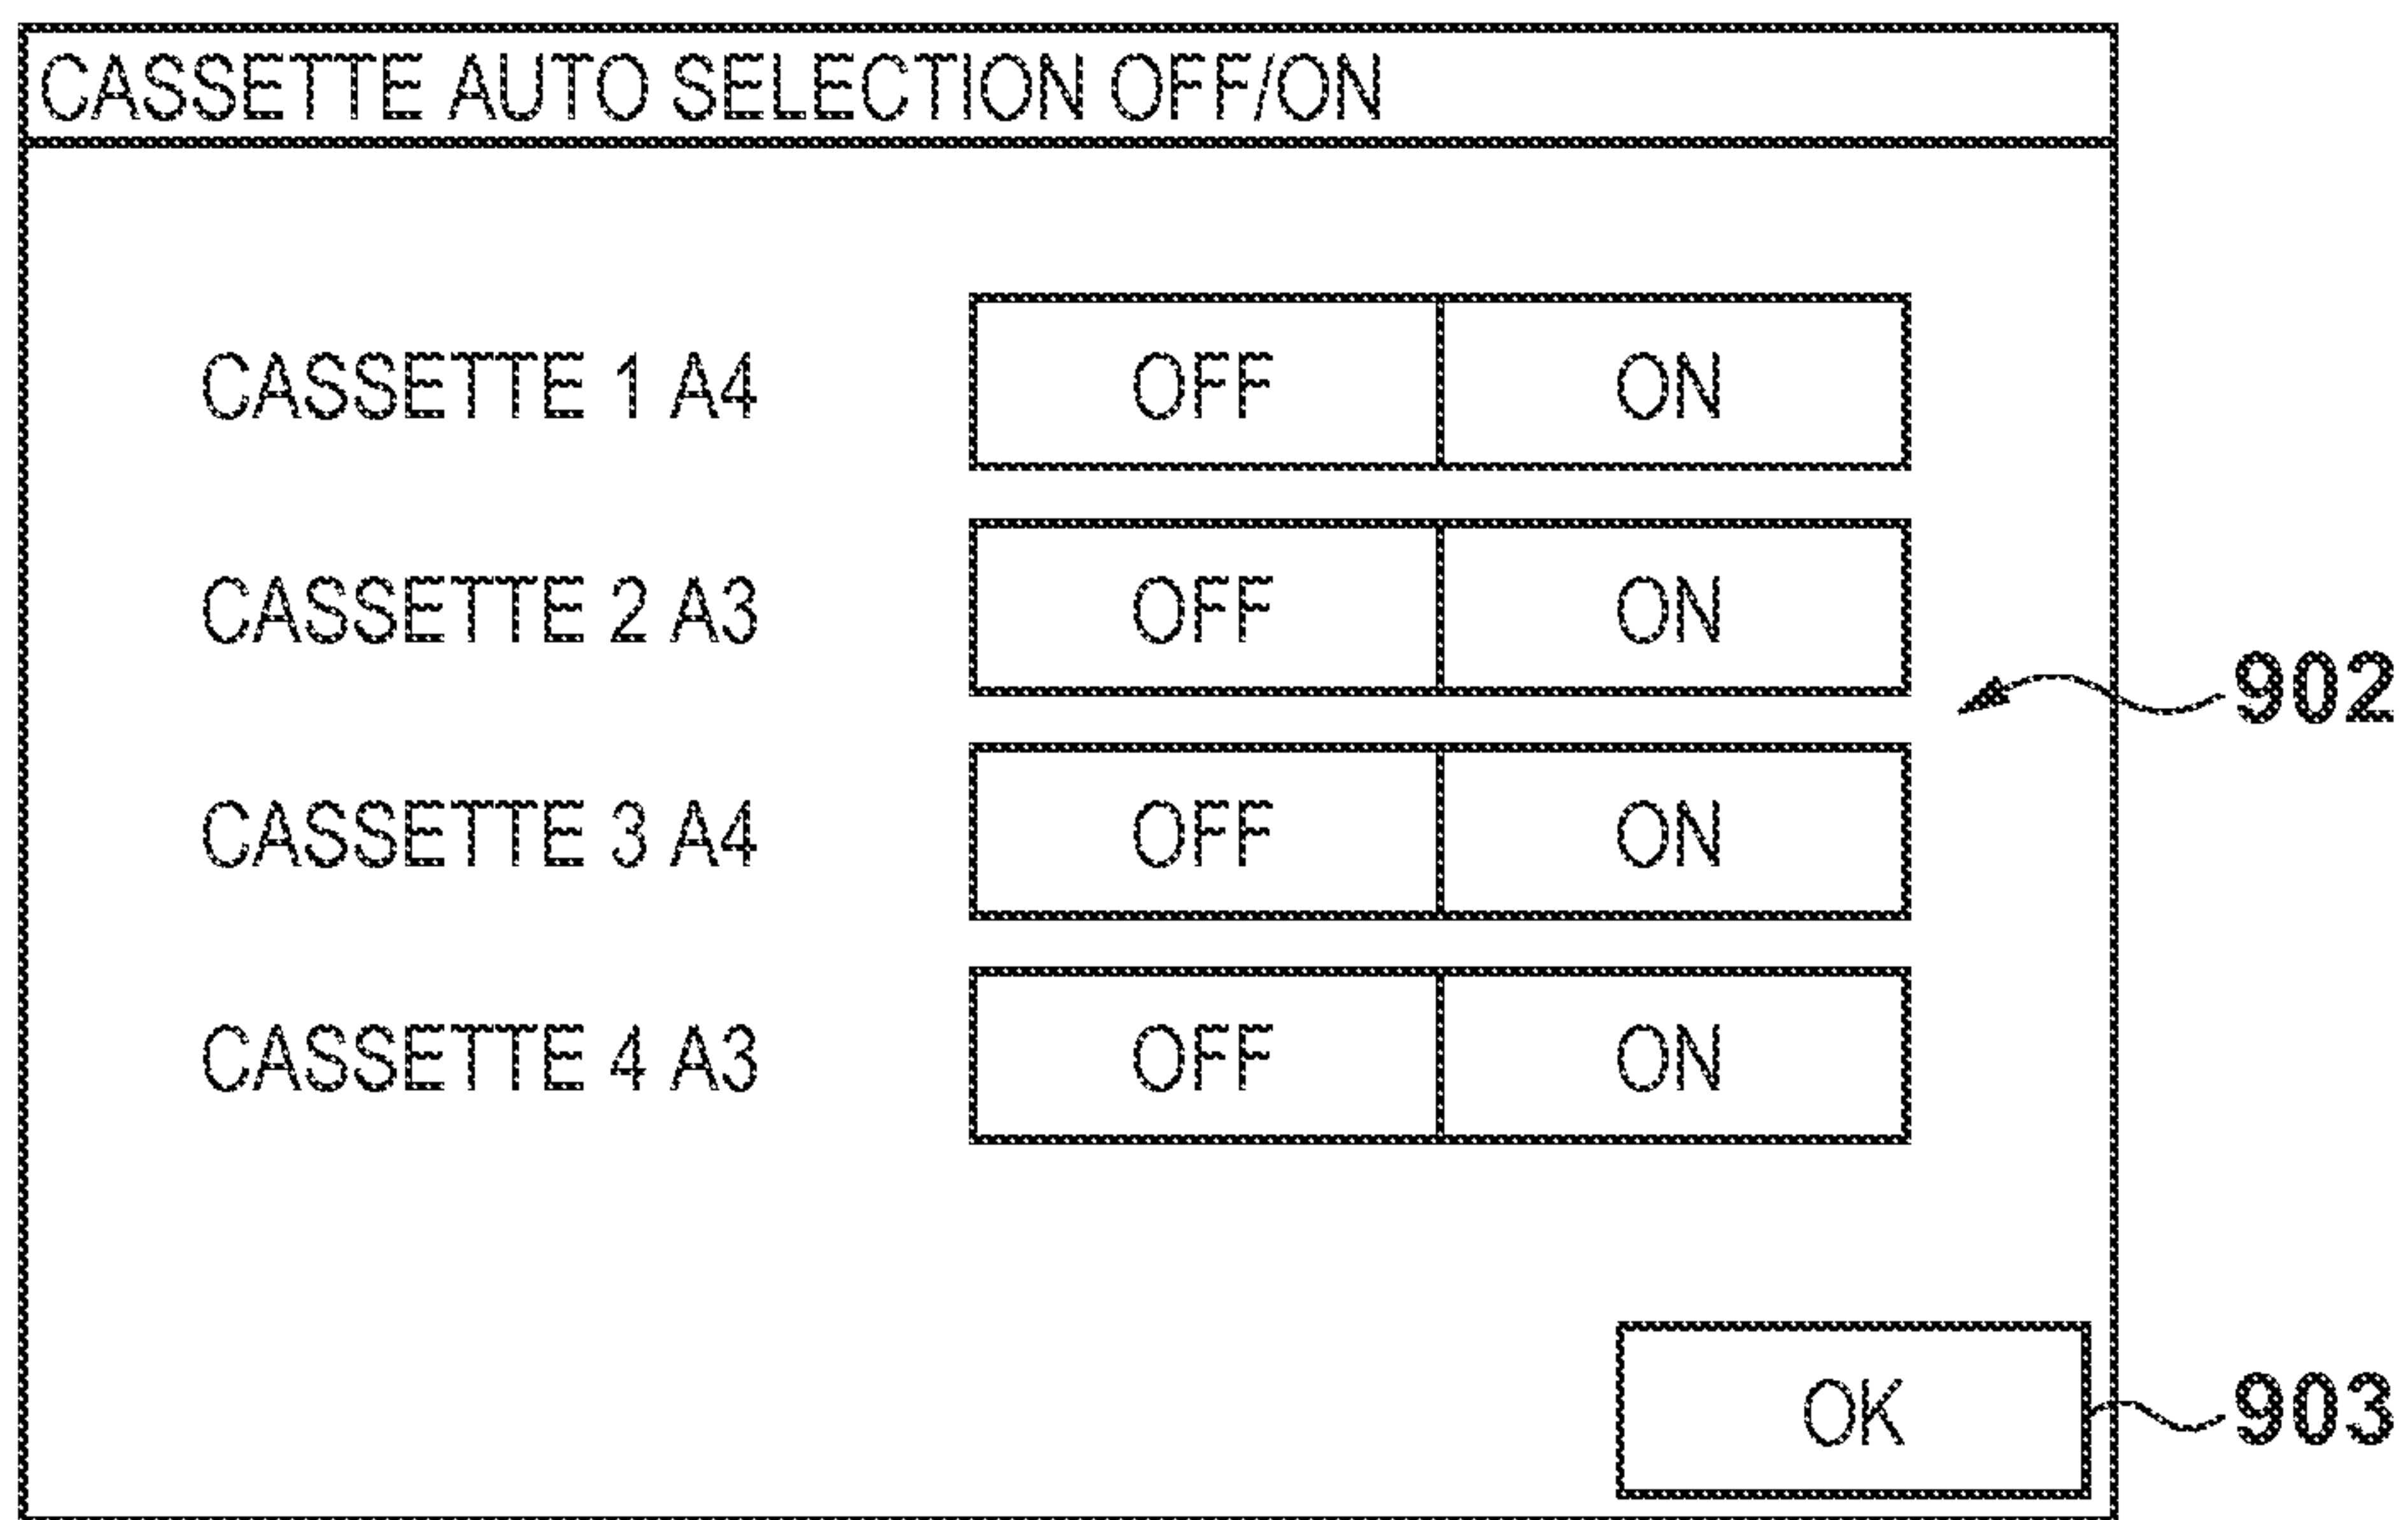 CASSETTE AUTO SELECTION OFF/ON
CASSETTE 1 A4 OFF ON
CASSETTE 2 A3 OFF ON
902
CASSETTE 3 A4 OFF ON
CASSETTE 4 A3 OFF ON
OK 903